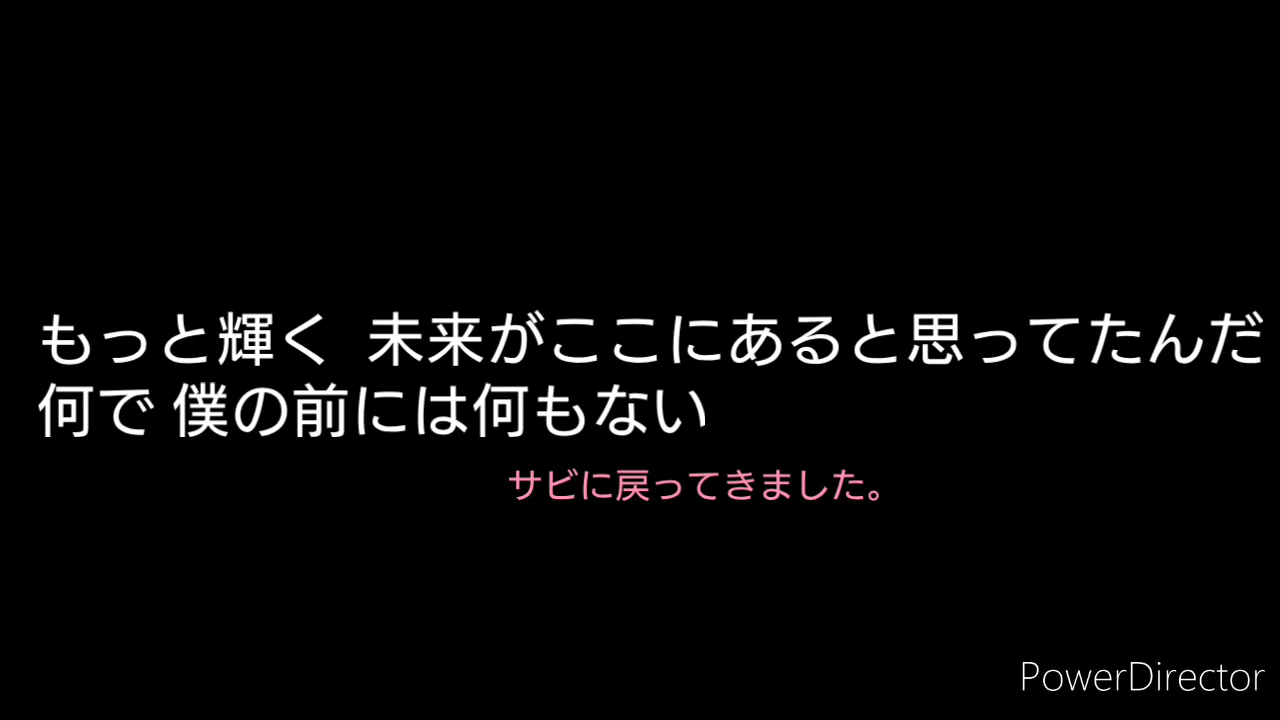 もっと輝く 未来がここにあると思ってたんだ
何で 僕の前には何もない
サビに戻ってきました。
PowerDirector